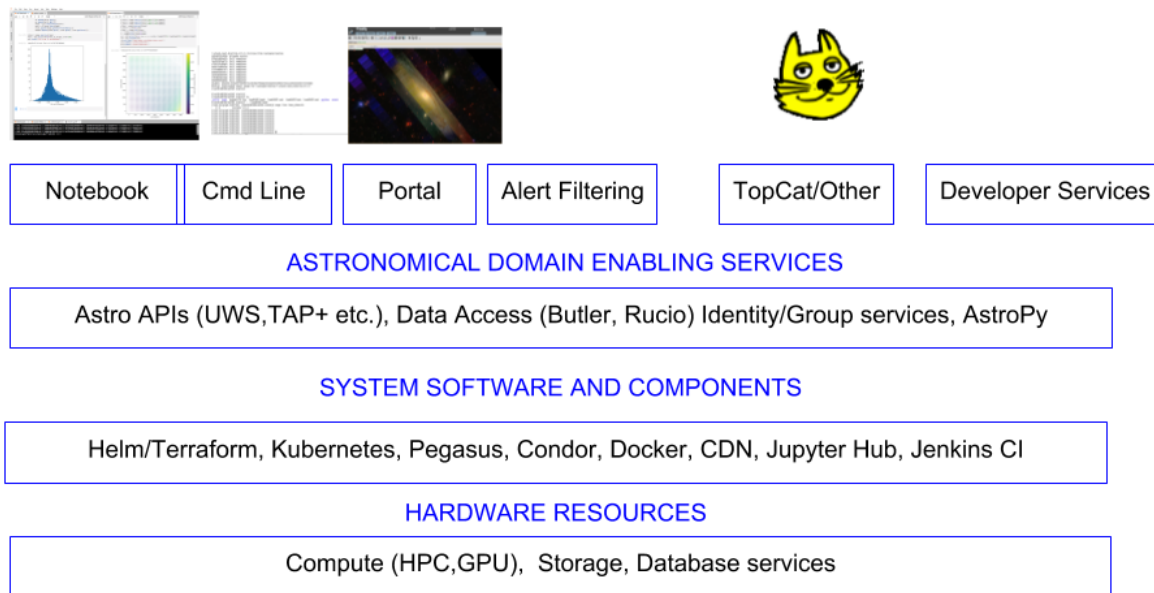 Notebook
Cmd Line
Portal
Alert Filtering
TopCat/Other
Developer Services
ASTRONOMICAL DOMAIN ENABLING SERVICES
Astro APIs (UWS,TAP+ etc.), Data Access (Butler, Rucio) Identity/Group services, AstroPy
SYSTEM SOFTWARE AND COMPONENTS
Helm/Terraform, Kubernetes, Pegasus, Condor, Docker, CDN, Jupyter Hub, Jenkins CI
HARDWARE RESOURCES
Compute (HPC,GPU), Storage, Database services